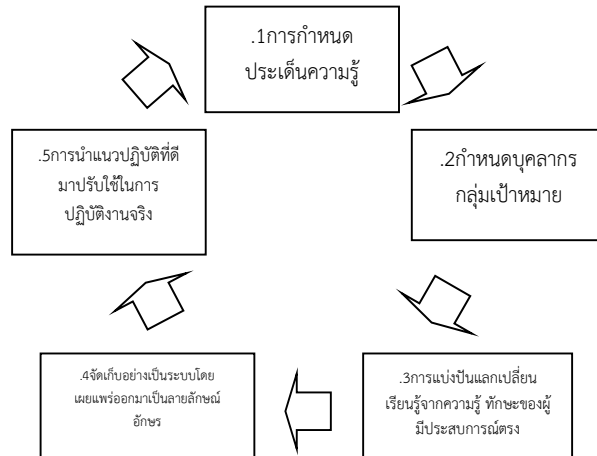 .1การกำหนด
ประเด็นความรู้
.2กำหนดบุคลากร
กลุ่มเป้าหมาย
.3การแบ่งปันแลกเปลี่ยน
เรียนรู้จากความรู้ ทักษะของผู้
มีประสบการณ์ตรง
.4จัดเก็บอย่างเป็นระบบโดย
เผยแพร่ออกมาเป็นลายลักษณ์
อักษร
.5การนำแนวปฏิบัติที่ดี
มาปรับใช้ในการ
ปฏิบัติงานจริง